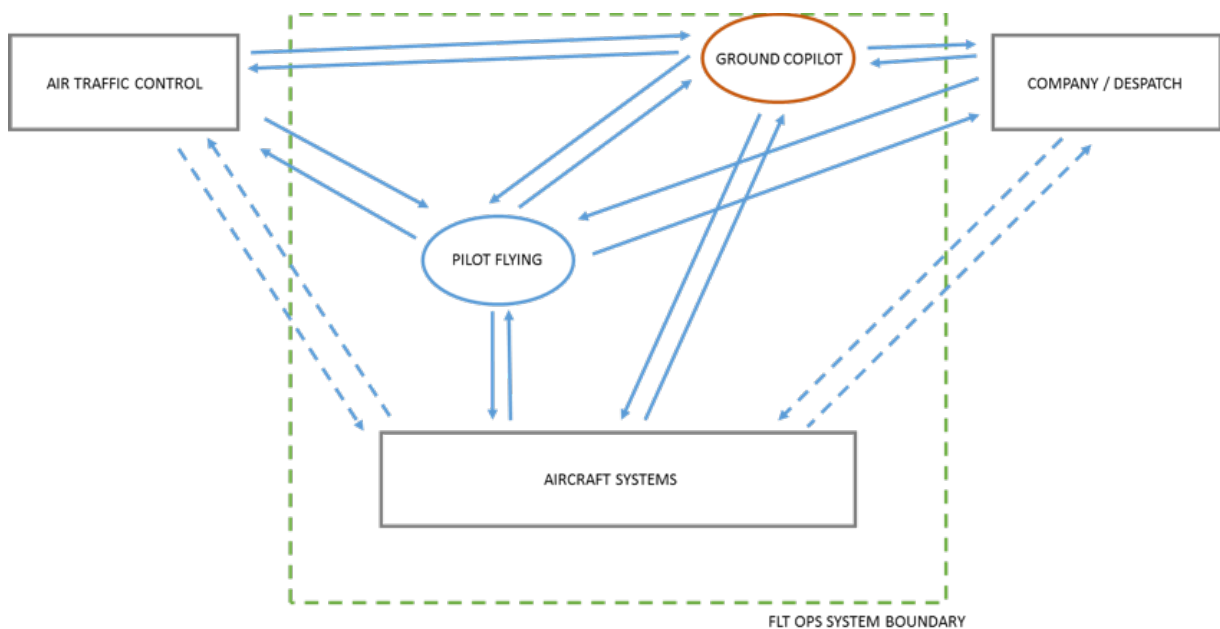 GROUND COPILOT
AIR TRAFFIC CONTROL
COMPANY / DESPATCH
PILOT FLYING
AIRCRAFT SYSTEMS
FLT OPS SYSTEM BOUNDARY